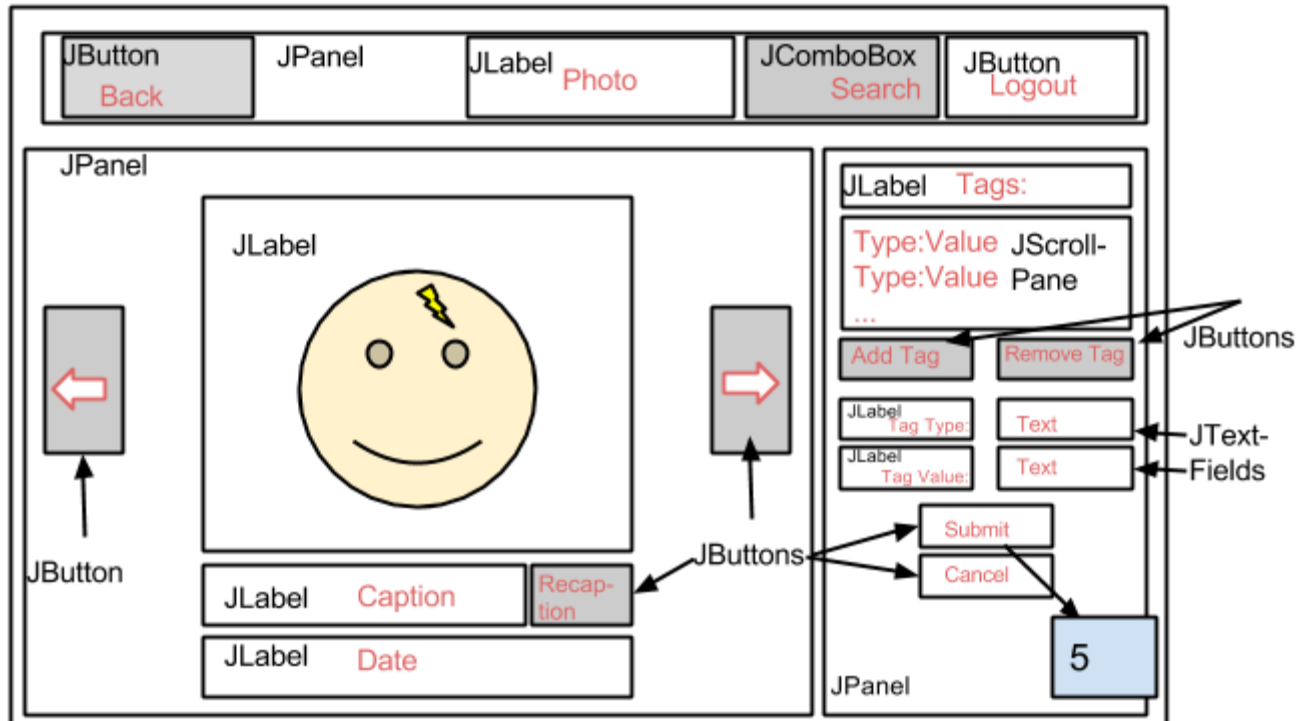 JButton
Back
JPanel
JLabel
Photo
JComboBox
Search
JButton
Logout
JPanel
JLabel
JButton
JLabel Caption
Recap-
tion
JLabel Date
JButtons
JLabel Tags:
Type:Value JScroll-
Type:Value Pane
...
Add Tag
Remove Tag
JButtons
JLabel
Tag Type:
Text
JLabel
Tag Value:
Text
JText-
Fields
Submit
Cancel
5
JPanel